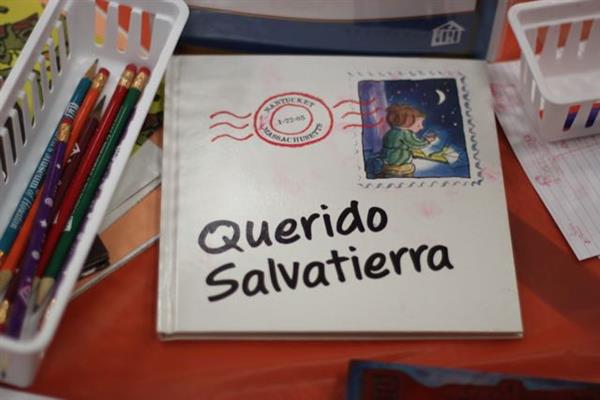 NANTUCKET
1-22-05
MASSACHUSETTS
Querido
Salvatierra